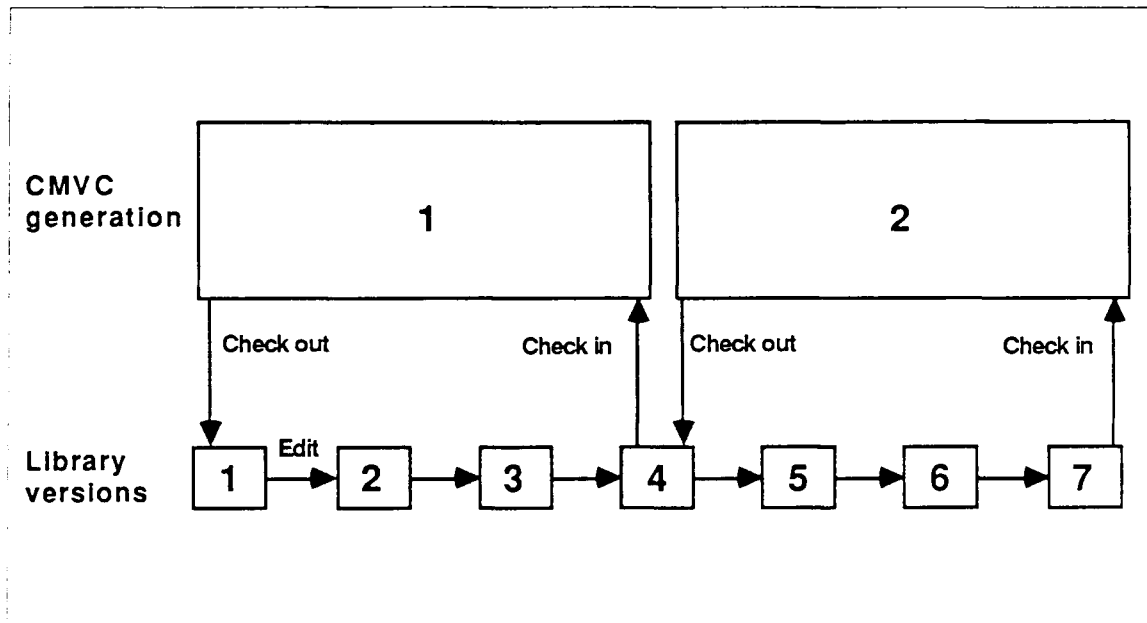 CMVC
generation
1
2
Check out
Check in
Check out
Check in
Library
versions
1
Edit
2
3
4
5
6
7